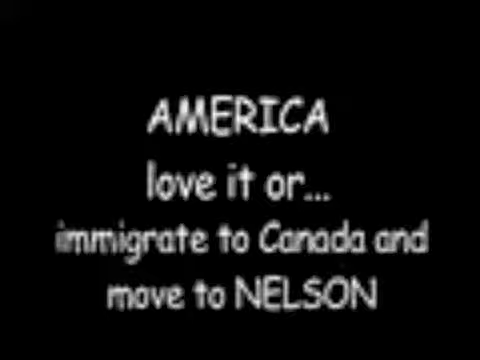 AMERICA
love it or...
immigrate to Canada and
move to NELSON